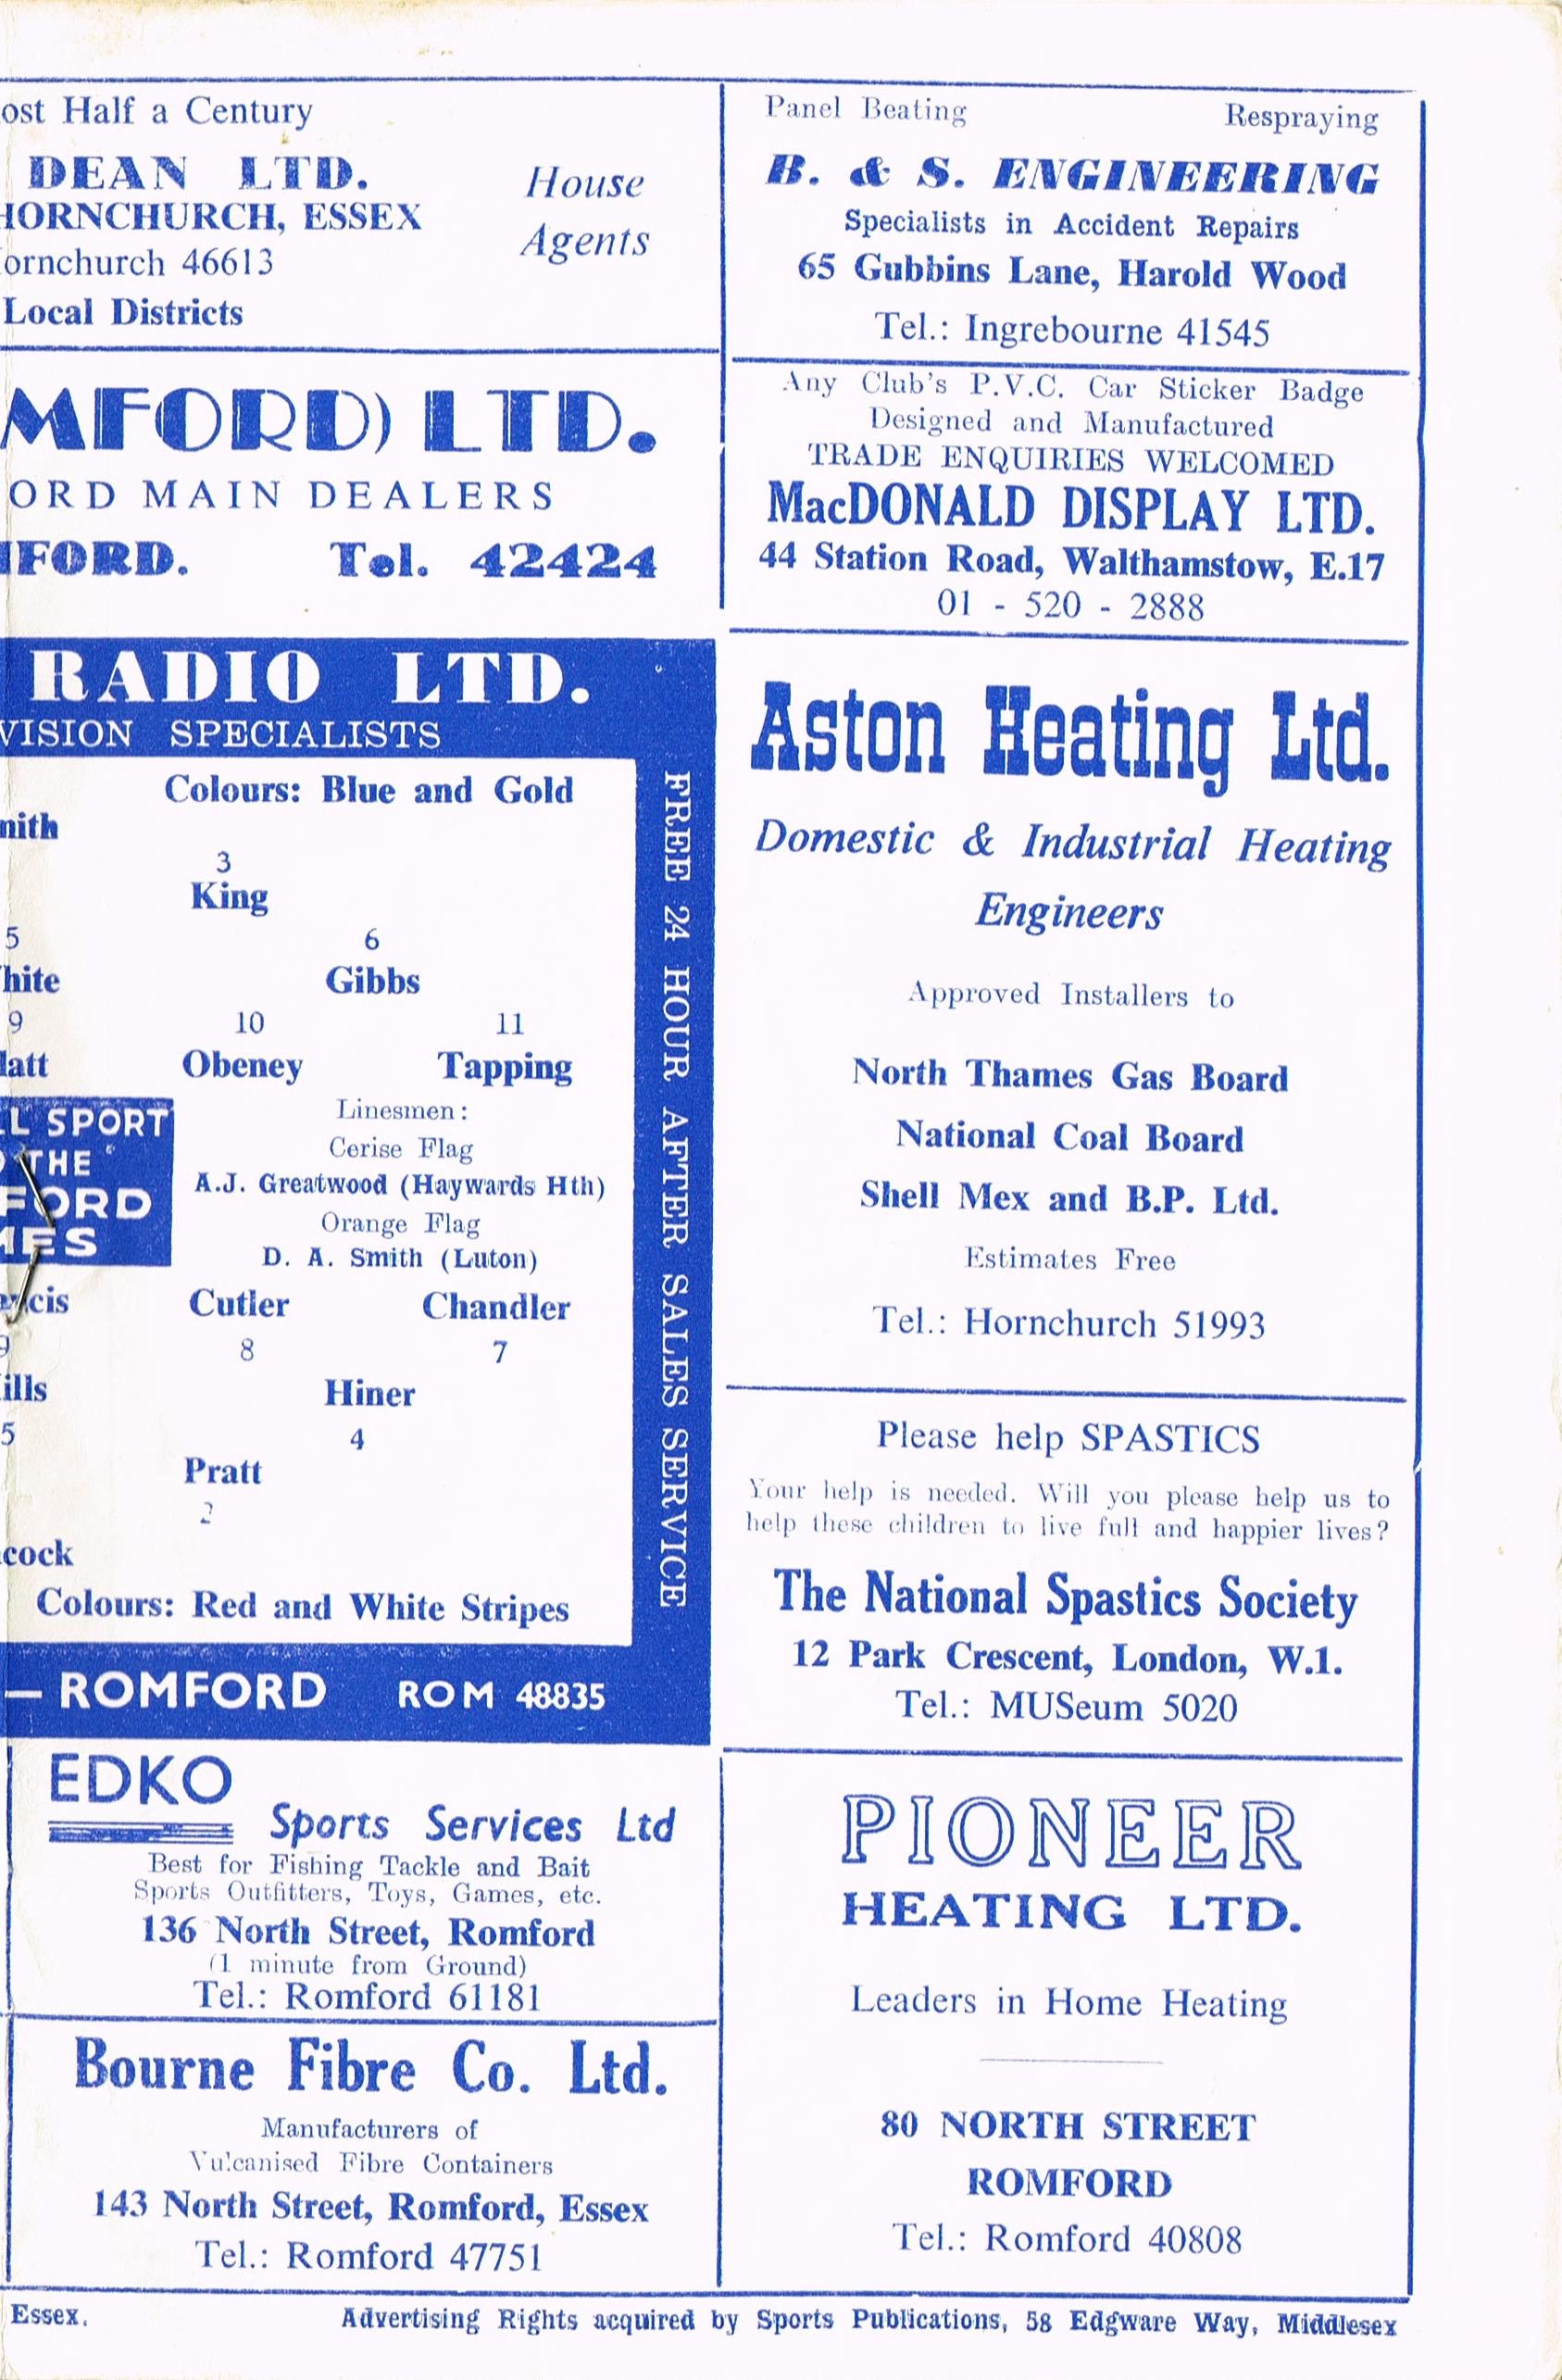 ost Half a Century
DEAN LTD.
House
HORNCHURCH, ESSEX
Agents
ornchurch 46613
Local Districts
MFORD) LTD.
ORD MAIN DEALERS
MFORD. Tel. 42424
RADIO LTD.
VISION SPECIALISTS
FREE 24 HOUR AFTER SALES SERVICE
Colours: Blue and Gold
mith
3
King
5 6
hite Gibbs
9 10 11
latt Obeney Tapping
LL SPORT
THE
FORD
MES
Linesmen:
Cerise Flag
A.J. Greatwood (Haywards Hth)
Orange Flag
D. A. Smith (Luton)
cis Cutler Chandler
9 8 7
ills Hiner
5 4
Pratt
2
cock
Colours: Red and White Stripes
— ROMFORD ROM 48835
EDKO
Sports Services Ltd
Best for Fishing Tackle and Bait
Sports Outfitters, Toys, Games, etc.
136 North Street, Romford
(1 minute from Ground)
Tel.: Romford 61181
Bourne Fibre Co. Ltd.
Manufacturers of
Vulcanised Fibre Containers
143 North Street, Romford, Essex
Tel.: Romford 47751
Panel Beating Respraying
B. & S. ENGINEERING
Specialists in Accident Repairs
65 Gubbins Lane, Harold Wood
Tel.: Ingrebourne 41545
Any Club's P.V.C. Car Sticker Badge
Designed and Manufactured
TRADE ENQUIRIES WELCOMED
MacDONALD DISPLAY LTD.
44 Station Road, Walthamstow, E.17
01 - 520 - 2888
Aston Heating Ltd.
Domestic & Industrial Heating
Engineers
Approved Installers to
North Thames Gas Board
National Coal Board
Shell Mex and B.P. Ltd.
Estimates Free
Tel.: Hornchurch 51993
Please help SPASTICS
Your help is needed. Will you please help us to
help these children to live full and happier lives?
The National Spastics Society
12 Park Crescent, London, W.1.
Tel.: MUSeum 5020
PIONEER
HEATING LTD.
Leaders in Home Heating
80 NORTH STREET
ROMFORD
Tel.: Romford 40808
Essex. Advertising Rights acquired by Sports Publications, 58 Edgware Way, Middlesex